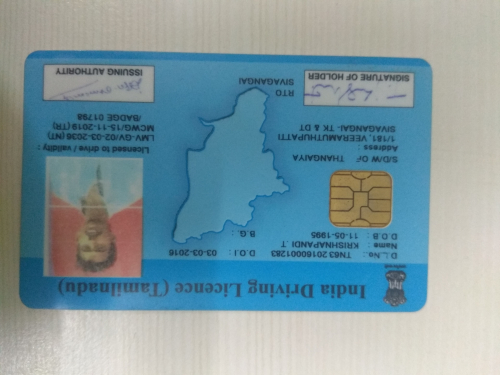 India Driving Licence (Tamilnadu)
D.L.No : TN63 20160001283 D.O.I : 03-03-2016
Name : KRISHNAPANDI .T
D.O.B : 11-05-1995 B.G :
S/D/W OF : THANGAIYA
Address :
1/181, VEERAMUTHUPATTI
SIVAGANGAI- TK & DT
Licensed to drive / validity :
LMV-GV/02-03-2036 (NT)
MCWG/15-11-2019 (TR)
/BADGE 01798
SIGNATURE OF HOLDER
RTO
SIVAGANGAI
ISSUING AUTHORITY